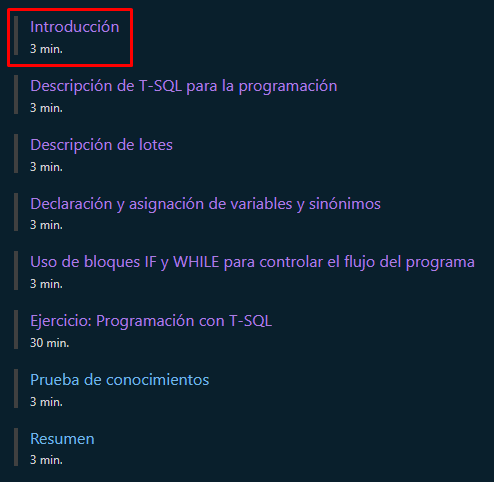 Introducción
3 min.
Descripción de T-SQL para la programación
3 min.
Descripción de lotes
3 min.
Declaración y asignación de variables y sinónimos
3 min.
Uso de bloques IF y WHILE para controlar el flujo del programa
3 min.
Ejercicio: Programación con T-SQL
30 min.
Prueba de conocimientos
3 min.
Resumen
3 min.